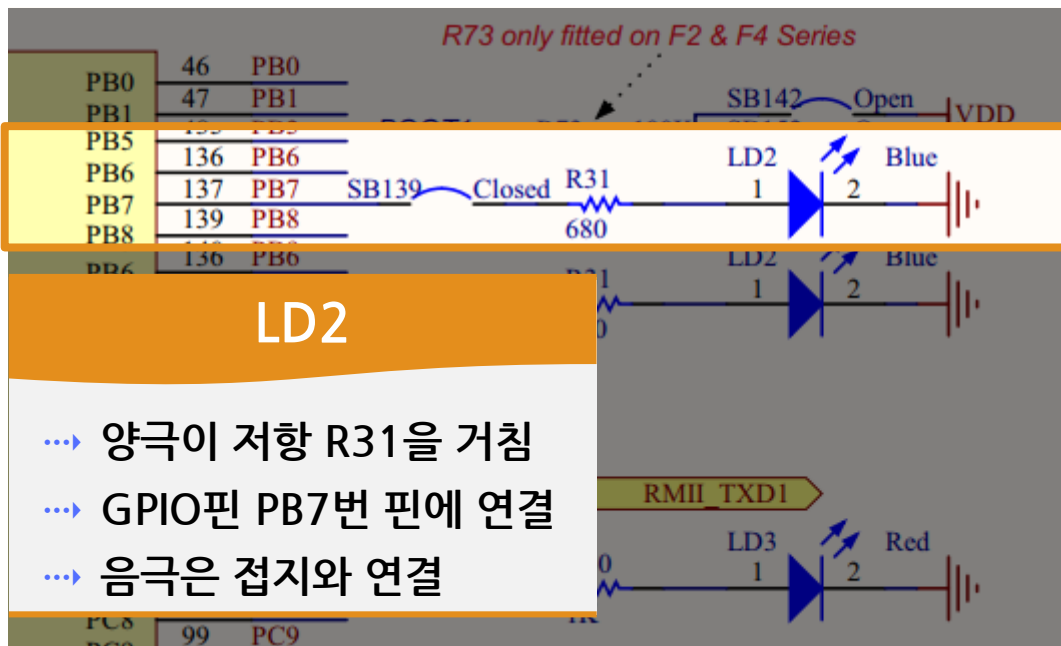 R73 only fitted on F2 & F4 Series
PB0 46 PB0
PB1 47 PB1
SB142 Open VDD
PB5
PB6 136 PB6
PB7 137 PB7 SB139 Closed R31 680 LD2 1 2 Blue
PB8 139 PB8
136 PB6
LD2 1 2 Blue
LD2
양극이 저항 R31을 거침
GPIO핀 PB7번 핀에 연결
음극은 접지와 연결
RMII_TXD1
LD3 1 2 Red
PC8
99 PC9